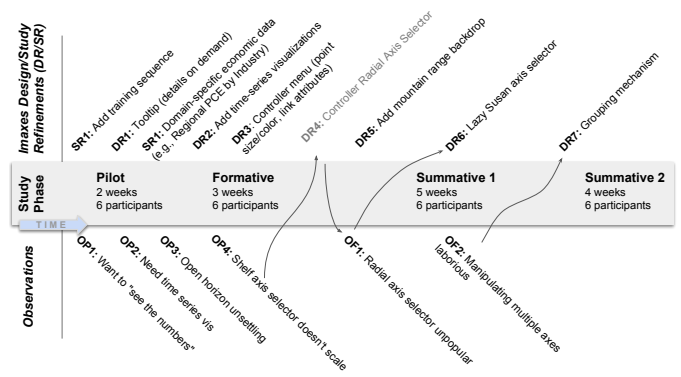 Imaxes Design/Study
Refinements (DR/SR)
SR1: Add training sequence
DR1: Tooltip (details on demand)
SR1: Domain-specific economic data
(e.g., Regional PCE by Industry)
DR2: Add time-series visualizations
DR3: Controller menu (point
size/color, link attributes)
DR4: Controller Radial Axis Selector
DR5: Add mountain range backdrop
DR6: Lazy Susan axis selector
DR7: Grouping mechanism
Study
Phase
Pilot
2 weeks
6 participants
Formative
3 weeks
6 participants
Summative 1
5 weeks
6 participants
Summative 2
4 weeks
6 participants
TIME
Observations
OP1: Want to "see the numbers"
OP2: Need time series vis
OP3: Open horizon unsettling
OP4: Shelf axis selector doesn't scale
OF1: Radial axis selector unpopular
OF2: Manipulating multiple axes
laborious